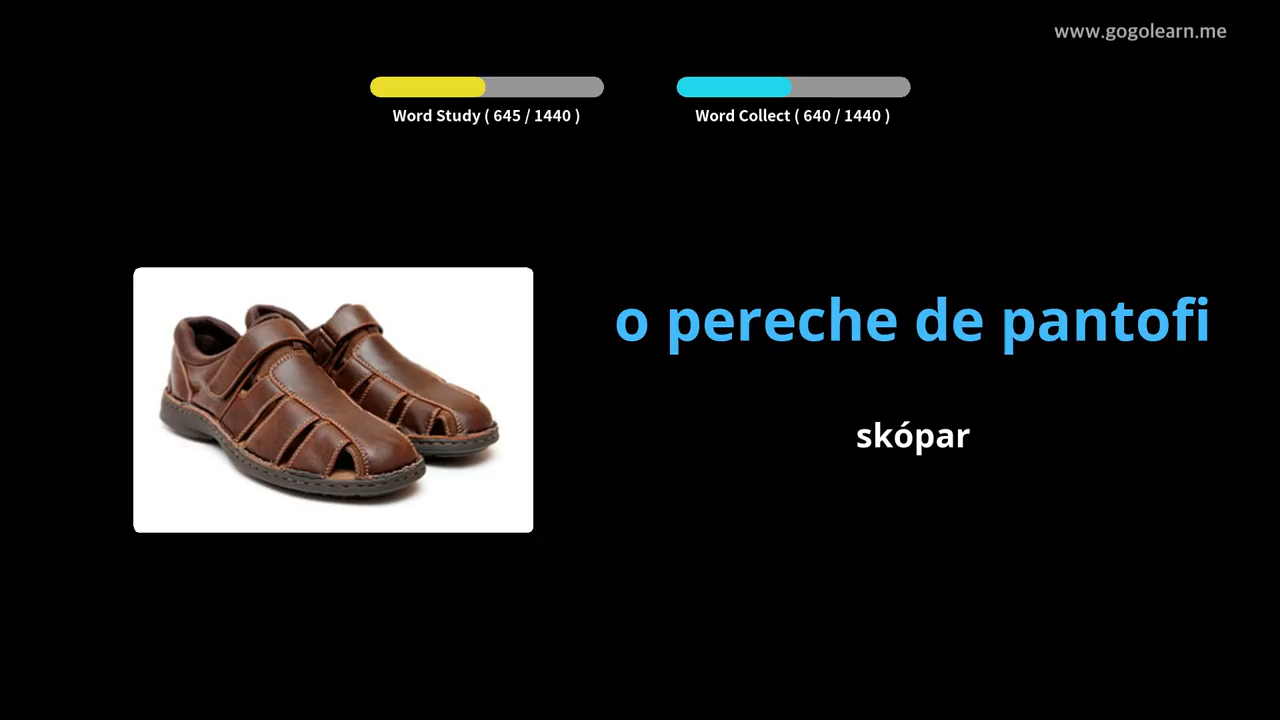 www.gogolearn.me
Word Study ( 645 / 1440 )
Word Collect ( 640 / 1440 )
o pereche de pantofi
skópar